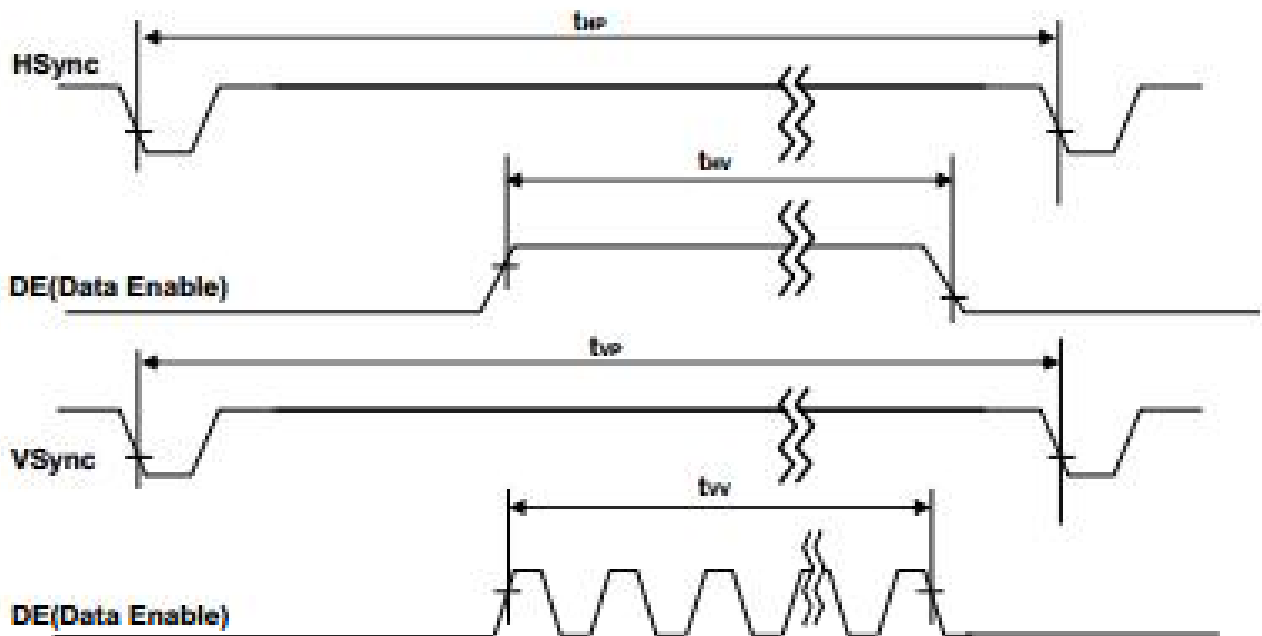 tHP
HSync
tHV
DE(Data Enable)
tVP
VSync
tVV
DE(Data Enable)